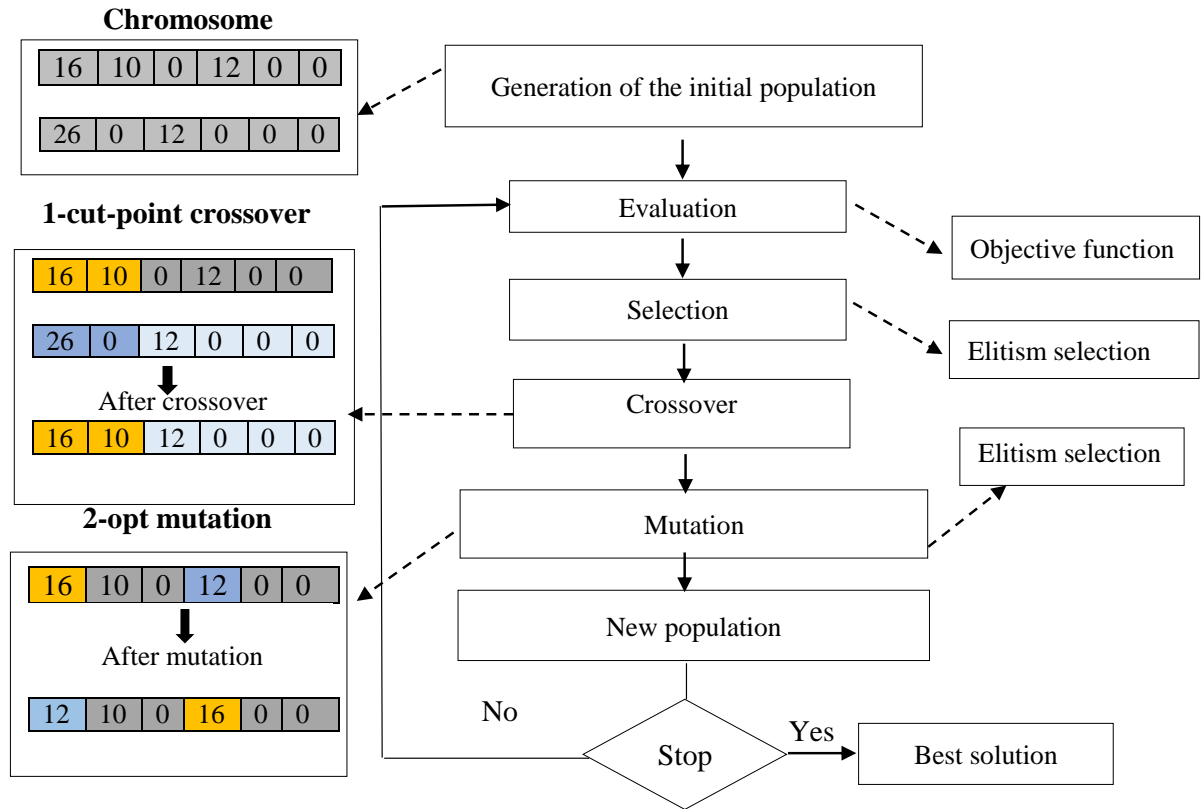 Chromosome
16 10 0 12 0 0
26 0 12 0 0 0
1-cut-point crossover
16 10 0 12 0 0
26 0 12 0 0 0
After crossover
16 10 12 0 0 0
2-opt mutation
16 10 0 12 0 0
After mutation
12 10 0 16 0 0
Generation of the initial population
Evaluation
Objective function
Selection
Elitism selection
Crossover
Elitism selection
Mutation
New population
No
Stop
Yes
Best solution